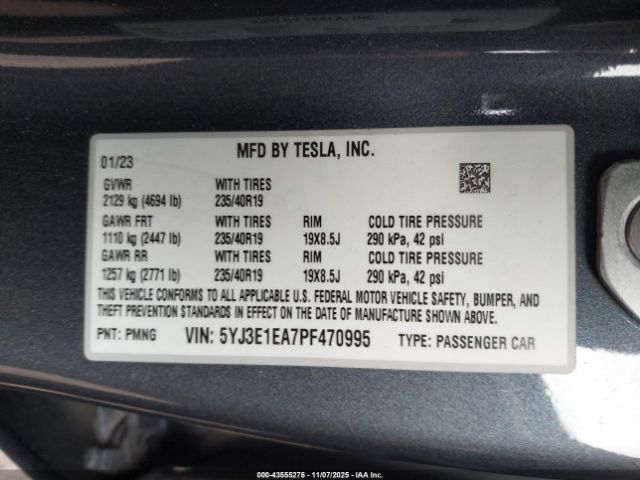 MFD BY TESLA, INC.
01/23
GVWR WITH TIRES
2129 kg (4694 lb) 235/40R19
GAWR FRT WITH TIRES RIM COLD TIRE PRESSURE
1110 kg (2447 lb) 235/40R19 19X8.5J 290 kPa, 42 psi
GAWR RR WITH TIRES RIM COLD TIRE PRESSURE
1257 kg (2771 lb) 235/40R19 19X8.5J 290 kPa, 42 psi
THIS VEHICLE CONFORMS TO ALL APPLICABLE U.S. FEDERAL MOTOR VEHICLE SAFETY, BUMPER, AND
THEFT PREVENTION STANDARDS IN EFFECT ON THE DATE OF MANUFACTURE SHOWN ABOVE.
PNT: PMNG VIN: 5YJ3E1EA7PF470995 TYPE: PASSENGER CAR
000-43555276 - 11/07/2025 - IAA Inc.